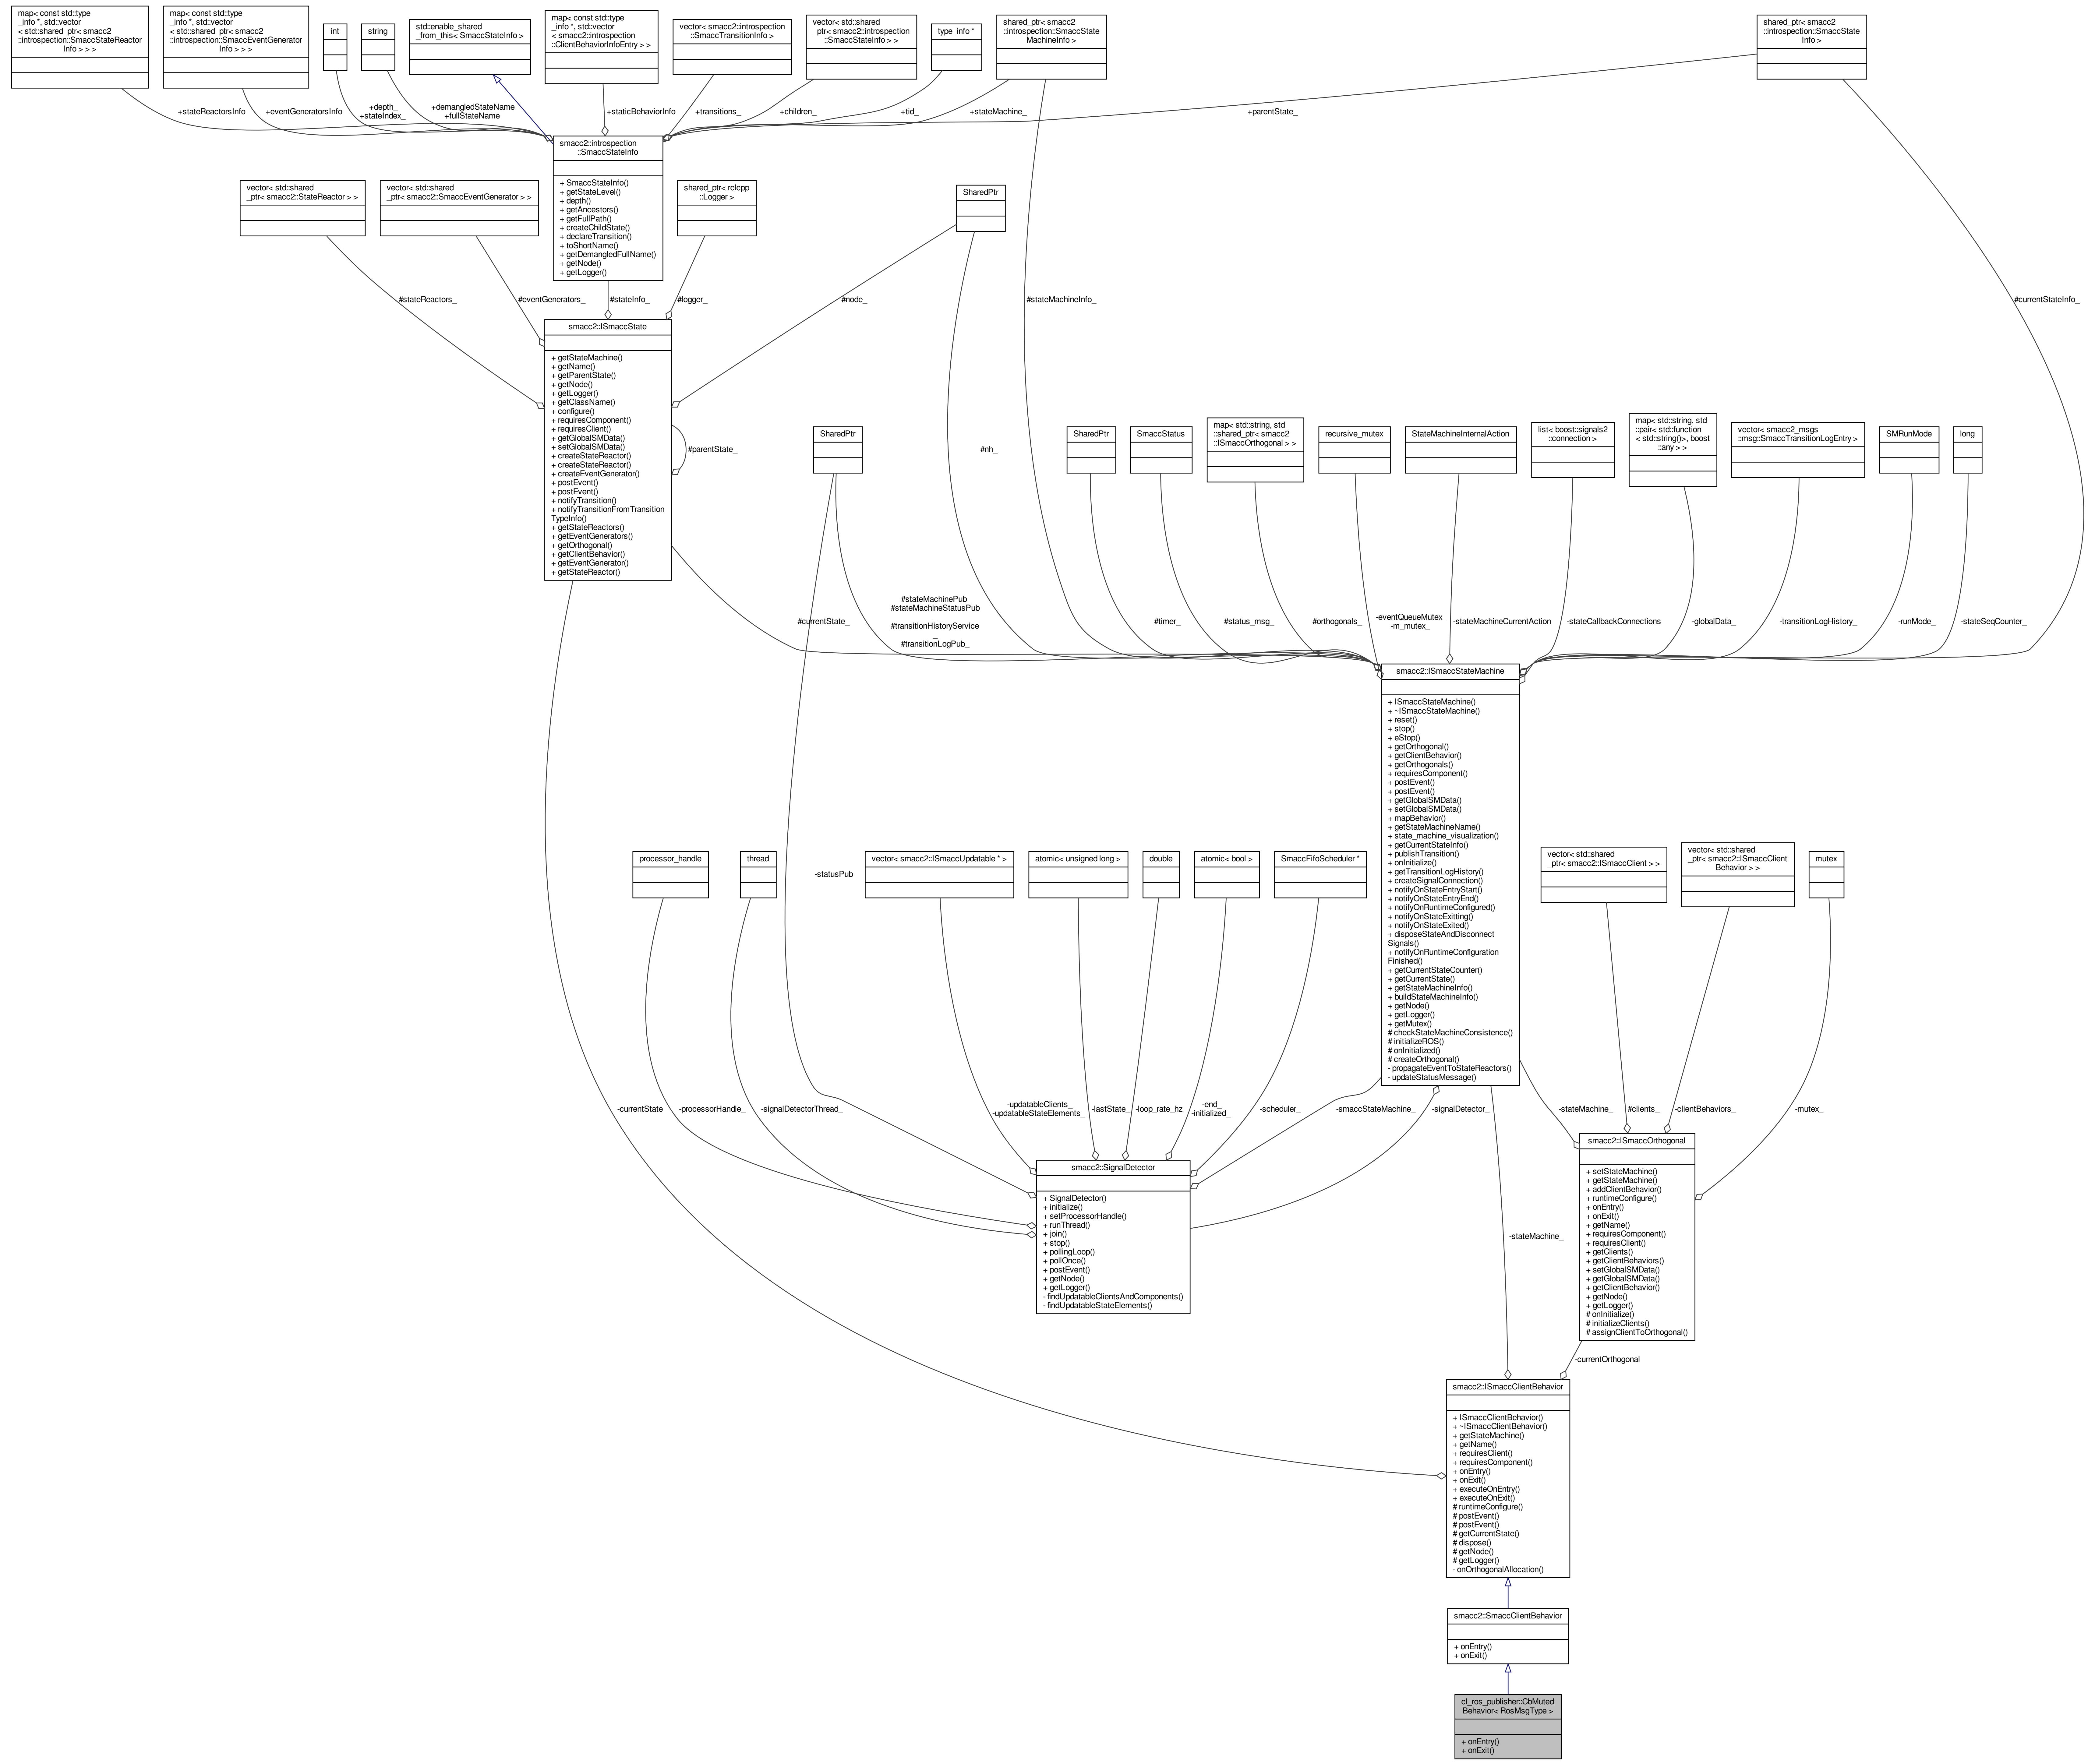 map< const std::type
_info *, std::vector
< std::shared_ptr< smacc2
::introspection::SmaccStateReactor
Info > > >
map< const std::type
_info *, std::vector
< std::shared_ptr< smacc2
::introspection::SmaccEventGenerator
Info > > >
int
string
std::enable_shared
_from_this< SmaccStateInfo >
map< const std::type
_info *, std::vector
< smacc2::introspection
::ClientBehaviorInfoEntry > >
vector< smacc2::introspection
::SmaccTransitionInfo >
vector< std::shared
_ptr< smacc2::introspection
::SmaccStateInfo > >
type_info *
shared_ptr< smacc2
::introspection::SmaccState
MachineInfo >
shared_ptr< smacc2
::introspection::SmaccState
Info >
+stateReactorsInfo
+eventGeneratorsInfo
+depth_
+stateIndex_
+demangledStateName
+fullStateName
+staticBehaviorInfo
+transitions_
+children_
+tid_
+stateMachine_
+parentState_
smacc2::introspection
::SmaccStateInfo
+ SmaccStateInfo()
+ getStateLevel()
+ depth()
+ getAncestors()
+ getFullPath()
+ createChildState()
+ declareTransition()
+ toShortName()
+ getDemangledFullName()
+ getNode()
+ getLogger()
vector< std::shared
_ptr< smacc2::StateReactor > >
vector< std::shared
_ptr< smacc2::SmaccEventGenerator > >
shared_ptr< rclcpp
::Logger >
SharedPtr
#stateReactors_
#eventGenerators_
#stateInfo_
#logger_
#node_
#stateMachineInfo_
#currentStateInfo_
smacc2::ISmaccState
+ getStateMachine()
+ getName()
+ getParentState()
+ getNode()
+ getLogger()
+ getClassName()
+ configure()
+ requiresComponent()
+ requiresClient()
+ getGlobalSMData()
+ setGlobalSMData()
+ createStateReactor()
+ createStateReactor()
+ createEventGenerator()
+ postEvent()
+ postEvent()
+ notifyTransition()
+ notifyTransitionFromTransition
TypeInfo()
+ getStateReactors()
+ getEventGenerators()
+ getOrthogonal()
+ getClientBehavior()
+ getEventGenerator()
+ getStateReactor()
#parentState_
SharedPtr
#nh_
SharedPtr
SmaccStatus
map< std::string, std
::shared_ptr< smacc2
::ISmaccOrthogonal > >
recursive_mutex
StateMachineInternalAction
list< boost::signals2
::connection >
map< std::string, std
::pair< std::function
< std::string()>, boost
::any > >
vector< smacc2_msgs
::msg::SmaccTransitionLogEntry >
SMRunMode
long
#currentState_
#stateMachinePub_
#stateMachineStatusPub
_
#transitionHistoryService
_
#transitionLogPub_
#timer_
#status_msg_
#orthogonals_
-eventQueueMutex_
-m_mutex_
-stateMachineCurrentAction
-stateCallbackConnections
-globalData_
-transitionLogHistory_
-runMode_
-stateSeqCounter_
smacc2::ISmaccStateMachine
+ ISmaccStateMachine()
+ ~ISmaccStateMachine()
+ reset()
+ stop()
+ eStop()
+ getOrthogonal()
+ getClientBehavior()
+ getOrthogonals()
+ requiresComponent()
+ postEvent()
+ postEvent()
+ getGlobalSMData()
+ setGlobalSMData()
+ mapBehavior()
+ getStateMachineName()
+ state_machine_visualization()
+ getCurrentStateInfo()
+ publishTransition()
+ onInitialize()
+ getTransitionLogHistory()
+ createSignalConnection()
+ notifyOnStateEntryStart()
+ notifyOnStateEntryEnd()
+ notifyOnRuntimeConfigured()
+ notifyOnStateExitting()
+ notifyOnStateExited()
+ disposeStateAndDisconnect
Signals()
+ notifyOnRuntimeConfiguration
Finished()
+ getCurrentStateCounter()
+ getCurrentState()
+ getStateMachineInfo()
+ buildStateMachineInfo()
+ getNode()
+ getLogger()
+ getMutex()
# checkStateMachineConsistence()
# initializeROS()
# onInitialized()
# createOrthogonal()
- propagateEventToStateReactors()
- updateStatusMessage()
processor_handle
thread
-statusPub_
vector< smacc2::ISmaccUpdatable * >
atomic< unsigned long >
double
atomic< bool >
SmaccFifoScheduler *
vector< std::shared
_ptr< smacc2::ISmaccClient > >
vector< std::shared
_ptr< smacc2::ISmaccClient
Behavior > >
mutex
-currentState
-processorHandle_
-signalDetectorThread_
-updatableClients_
-updatableStateElements_
-lastState_
-loop_rate_hz
-end_
-initialized_
-scheduler_
-smaccStateMachine_
-signalDetector_
-stateMachine_
#clients_
-clientBehaviors_
-mutex_
smacc2::SignalDetector
+ SignalDetector()
+ initialize()
+ setProcessorHandle()
+ runThread()
+ join()
+ stop()
+ pollingLoop()
+ pollOnce()
+ postEvent()
+ getNode()
+ getLogger()
- findUpdatableClientsAndComponents()
- findUpdatableStateElements()
smacc2::ISmaccOrthogonal
+ setStateMachine()
+ getStateMachine()
+ addClientBehavior()
+ runtimeConfigure()
+ onEntry()
+ onExit()
+ getName()
+ requiresComponent()
+ requiresClient()
+ getClients()
+ getClientBehaviors()
+ setGlobalSMData()
+ getGlobalSMData()
+ getClientBehavior()
+ getNode()
+ getLogger()
# onInitialize()
# initializeClients()
# assignClientToOrthogonal()
-stateMachine_
-currentOrthogonal
smacc2::ISmaccClientBehavior
+ ISmaccClientBehavior()
+ ~ISmaccClientBehavior()
+ getStateMachine()
+ getName()
+ requiresClient()
+ requiresComponent()
+ onEntry()
+ onExit()
+ executeOnEntry()
+ executeOnExit()
# runtimeConfigure()
# postEvent()
# postEvent()
# getCurrentState()
# dispose()
# getNode()
# getLogger()
- onOrthogonalAllocation()
smacc2::SmaccClientBehavior
+ onEntry()
+ onExit()
cl_ros_publisher::CbMuted
Behavior< RosMsgType >
+ onEntry()
+ onExit()